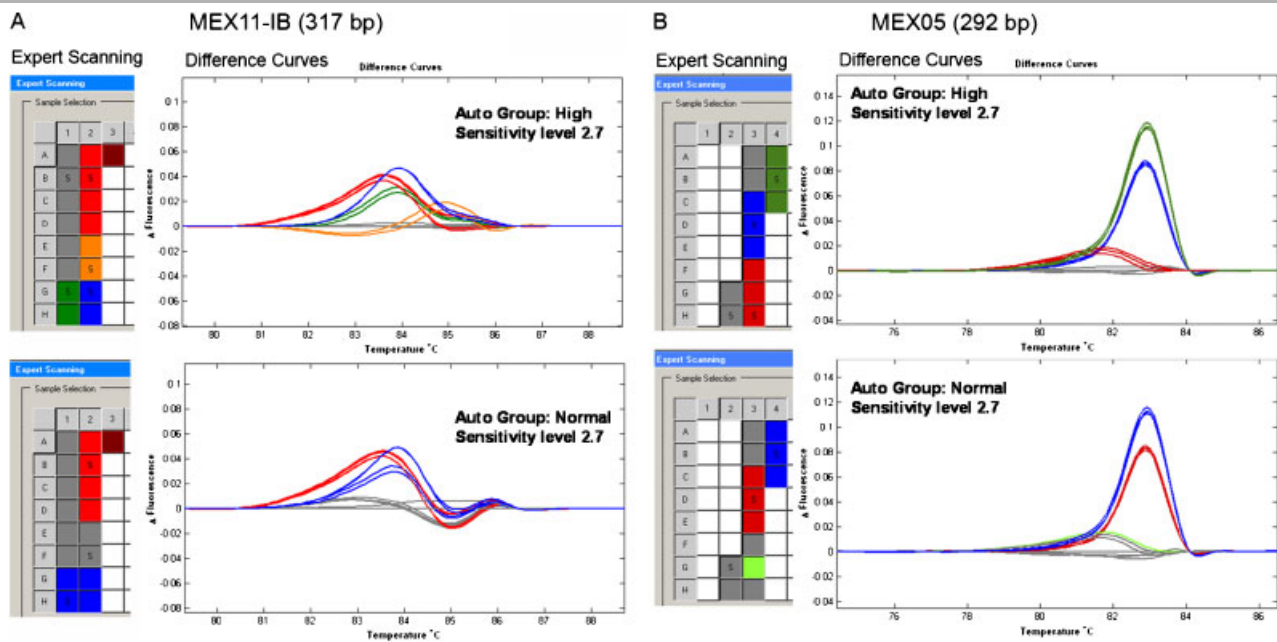 A
MEX11-IB (317 bp)
Expert Scanning
Difference Curves
Difference Curves
Expert Scanning
Sample Selection
1 2 3
A
B S S
C
D
E
F S
G S S
H
Auto Group: High
Sensitivity level 2.7
Δ Fluorescence
0.1
0.08
0.06
0.04
0.02
0
-0.02
-0.04
-0.06
-0.08
80 81 82 83 84 85 86 87 88
Temperature °C
Expert Scanning
Sample Selection
1 2 3
A
B S
C
D
E
F S
G
H S
Auto Group: Normal
Sensitivity level 2.7
Δ Fluorescence
0.1
0.08
0.06
0.04
0.02
0
-0.02
-0.04
-0.06
-0.08
80 81 82 83 84 85 86 87 88
Temperature °C
B
MEX05 (292 bp)
Expert Scanning
Difference Curves
Difference Curves
Expert Scanning
Sample Selection
1 2 3 4
A
B S
C
D S
E
F
G
H S S
Auto Group: High
Sensitivity level 2.7
Δ Fluorescence
0.14
0.12
0.1
0.08
0.06
0.04
0.02
0
-0.02
-0.04
76 78 80 82 84 86
Temperature °C
Expert Scanning
Sample Selection
1 2 3 4
A
B S
C
D S
E
F
G S
H
Auto Group: Normal
Sensitivity level 2.7
Δ Fluorescence
0.14
0.12
0.1
0.08
0.06
0.04
0.02
0
-0.02
-0.04
76 78 80 82 84 86
Temperature °C